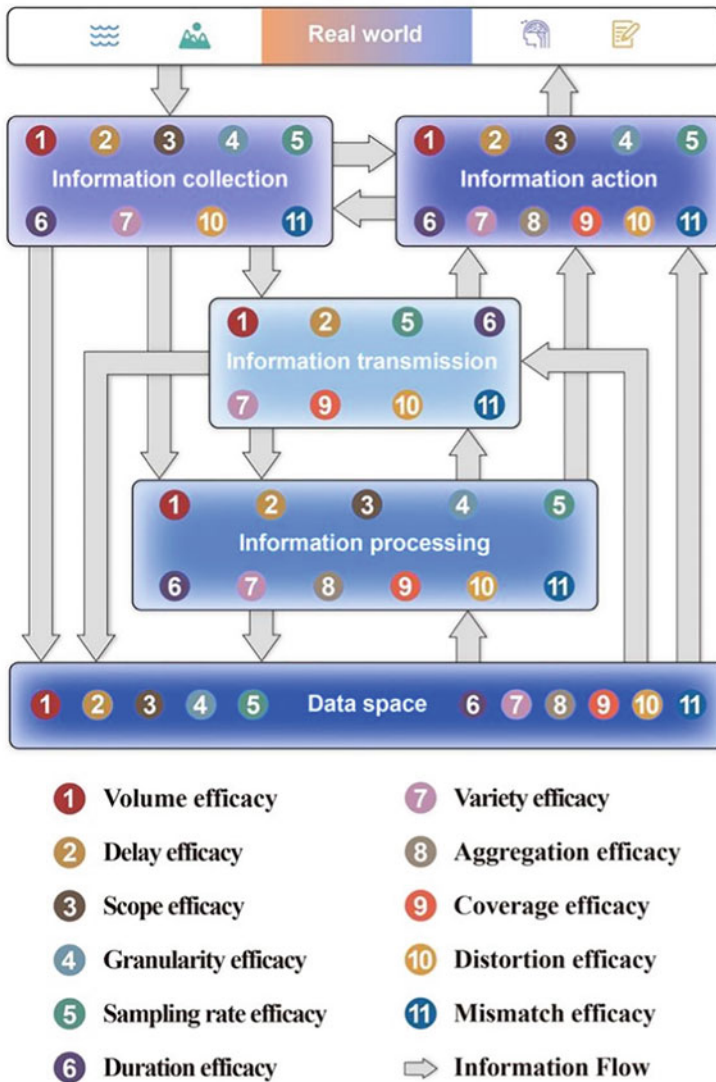 Real world
1 2 3 4 5
Information collection
6 7 10 11
1 2 3 4 5
Information action
6 7 8 9 10 11
1 2 5 6
Information transmission
7 9 10 11
1 2 3 4 5
Information processing
6 7 8 9 10 11
1 2 3 4 5 Data space 6 7 8 9 10 11
1 Volume efficacy
2 Delay efficacy
3 Scope efficacy
4 Granularity efficacy
5 Sampling rate efficacy
6 Duration efficacy
7 Variety efficacy
8 Aggregation efficacy
9 Coverage efficacy
10 Distortion efficacy
11 Mismatch efficacy
Information Flow